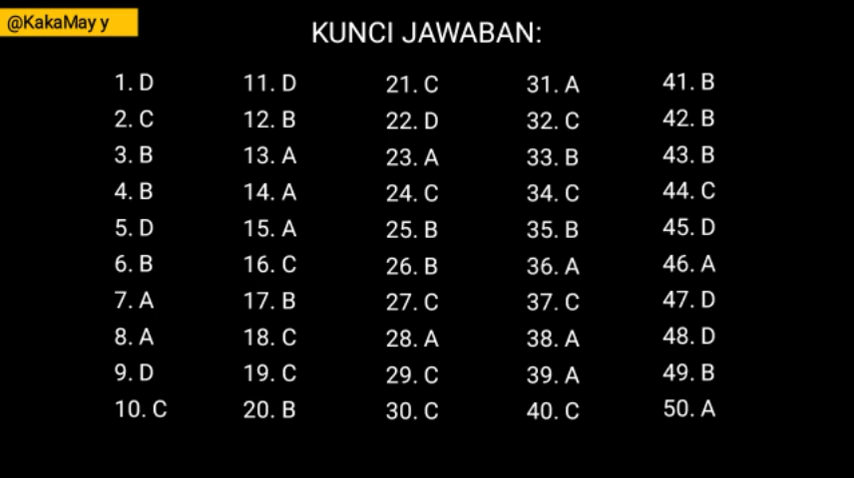 @KakaMay y
KUNCI JAWABAN:
1. D
2. C
3. B
4. B
5. D
6. B
7. A
8. A
9. D
10. C
11. D
12. B
13. A
14. A
15. A
16. C
17. B
18. C
19. C
20. B
21. C
22. D
23. A
24. C
25. B
26. B
27. C
28. A
29. C
30. C
31. A
32. C
33. B
34. C
35. B
36. A
37. C
38. A
39. A
40. C
41. B
42. B
43. B
44. C
45. D
46. A
47. D
48. D
49. B
50. A